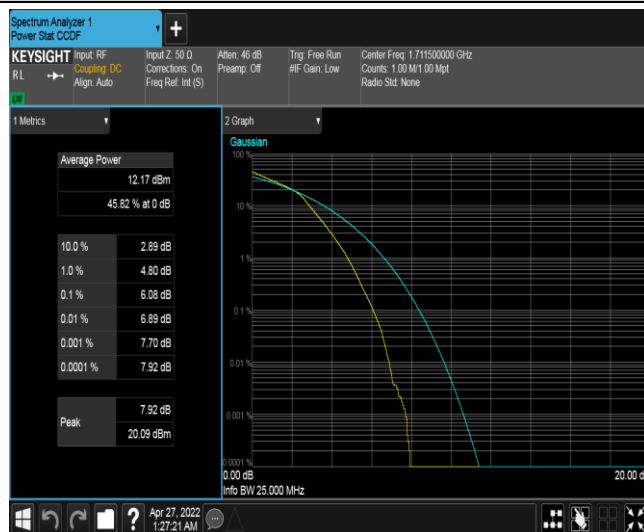 Spectrum Analyzer 1
Power Stat CCDF
+
KEYSIGHT
Input: RF
Coupling: DC
Align: Auto
Input Z: 50 Ω
Corrections: On
Freq Ref: Int (S)
Atten: 46 dB
Preamp: Off
Trig: Free Run
#IF Gain: Low
Center Freq: 1.711500000 GHz
Counts: 1.00 M/1.00 Mpt
Radio Std: None
RL
1 Metrics
Average Power
12.17 dBm
45.82 % at 0 dB
10.0 % 2.89 dB
1.0 % 4.80 dB
0.1 % 6.08 dB
0.01 % 6.89 dB
0.001 % 7.70 dB
0.0001 % 7.92 dB
Peak
7.92 dB
20.09 dBm
2 Graph
Gaussian
100 %
10 %
1 %
0.1 %
0.01 %
0.001 %
0.0001 %
0.00 dB
20.00 dB
Info BW 25.000 MHz
?
Apr 27, 2022
1:27:21 AM